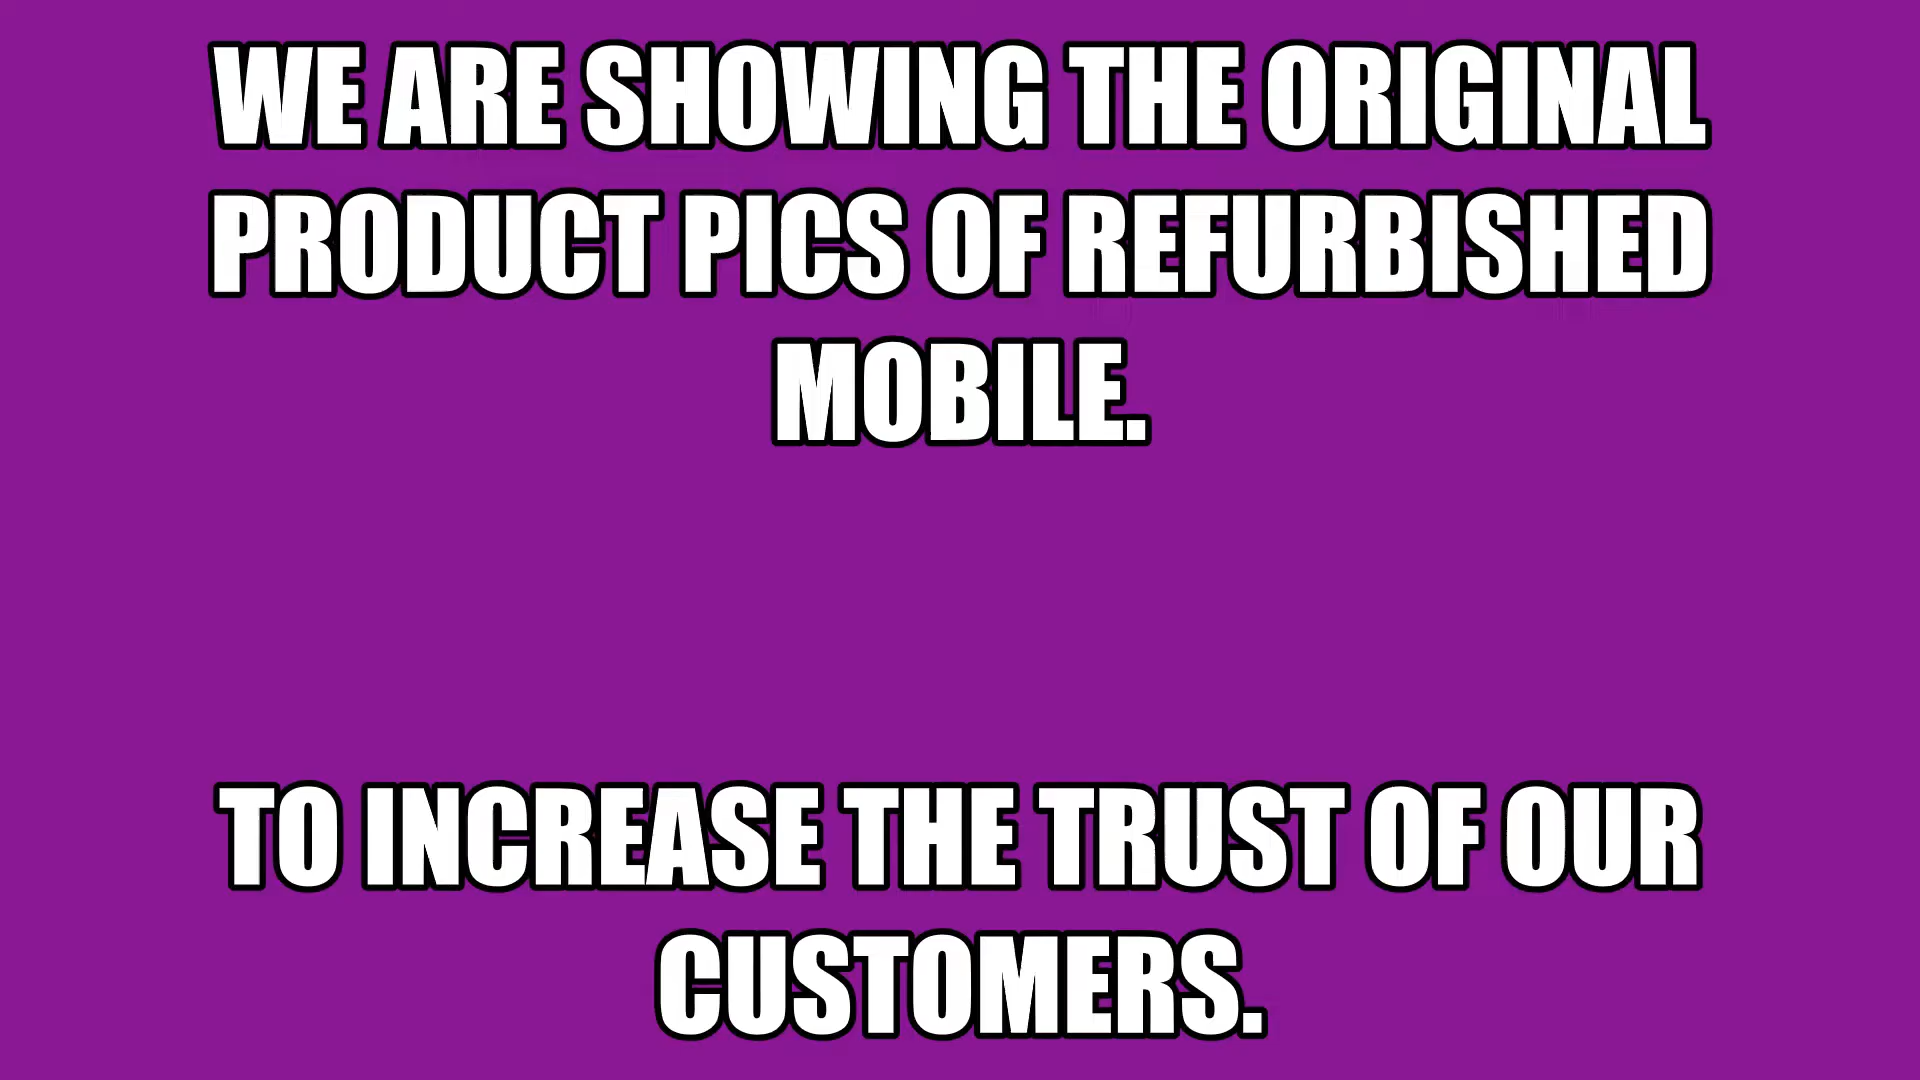 WE ARE SHOWING THE ORIGINAL
PRODUCT PICS OF REFURBISHED
MOBILE.
TO INCREASE THE TRUST OF OUR
CUSTOMERS.